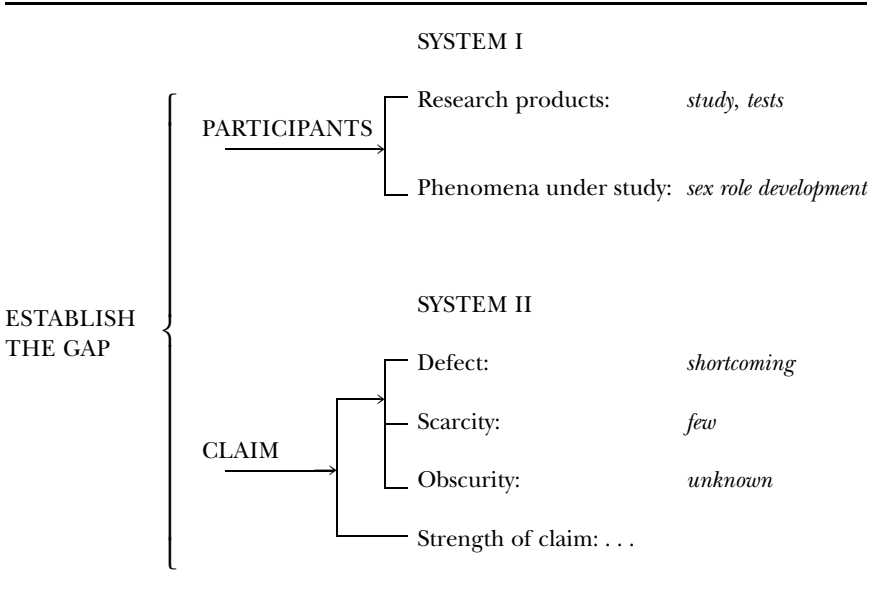 SYSTEM I
Research products: study, tests
PARTICIPANTS
Phenomena under study: sex role development
SYSTEM II
ESTABLISH
THE GAP
Defect: shortcoming
Scarcity: few
CLAIM
Obscurity: unknown
Strength of claim: . . .